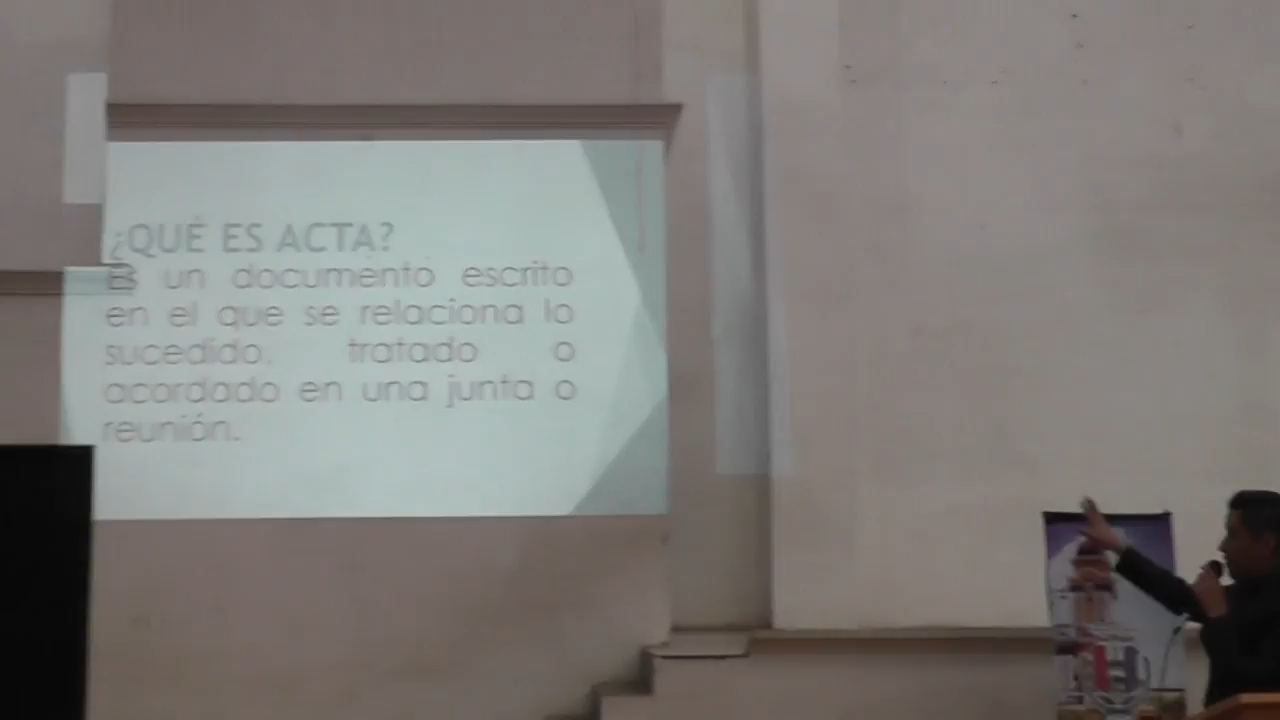 ¿QUÉ ES ACTA?
Es un documento escrito
en el que se relaciona lo
sucedido, tratado o
acordado en una junta o
reunión.